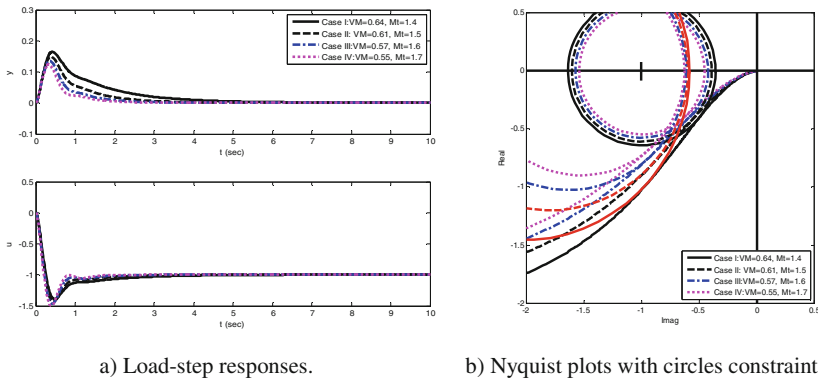 0.2
0.1
0
-0.1
y
0 1 2 3 4 5 6 7 8 9 10
t (sec)
Case I: VM=0.64, Mt=1.4
Case II: VM=0.61, Mt=1.5
Case III: VM=0.57, Mt=1.6
Case IV: VM=0.55, Mt=1.7
0.5
0
-0.5
-1
-1.5
u
0 1 2 3 4 5 6 7 8 9 10
t (sec)
a) Load-step responses.
0.5
0
-0.5
-1
-1.5
-2
Real
-2 -1.5 -1 -0.5 0 0.5
Imag
Case I: VM=0.64, Mt=1.4
Case II: VM=0.61, Mt=1.5
Case III: VM=0.57, Mt=1.6
Case IV: VM=0.55, Mt=1.7
b) Nyquist plots with circles constraint